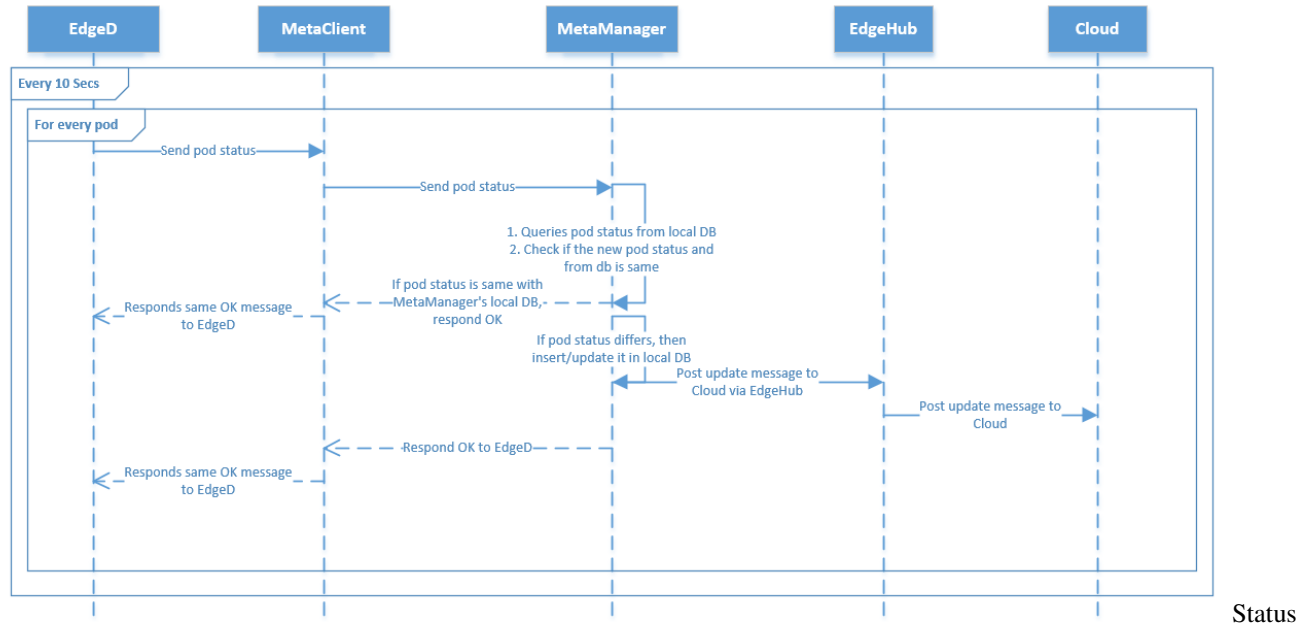 EdgeD
MetaClient
MetaManager
EdgeHub
Cloud
Every 10 Secs
For every pod
Send pod status
Send pod status
1. Queries pod status from local DB
2. Check if the new pod status and
from db is same
If pod status is same with
MetaManager's local DB,
respond OK
Responds same OK message
to EdgeD
If pod status differs, then
insert/update it in local DB
Post update message to
Cloud via EdgeHub
Post update message to
Cloud
Respond OK to EdgeD
Responds same OK message
to EdgeD
Status